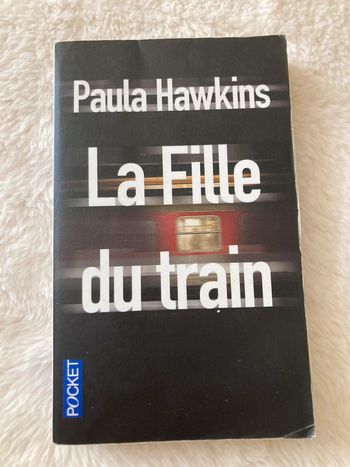 Paula Hawkins
La Fille
du train
POCKET